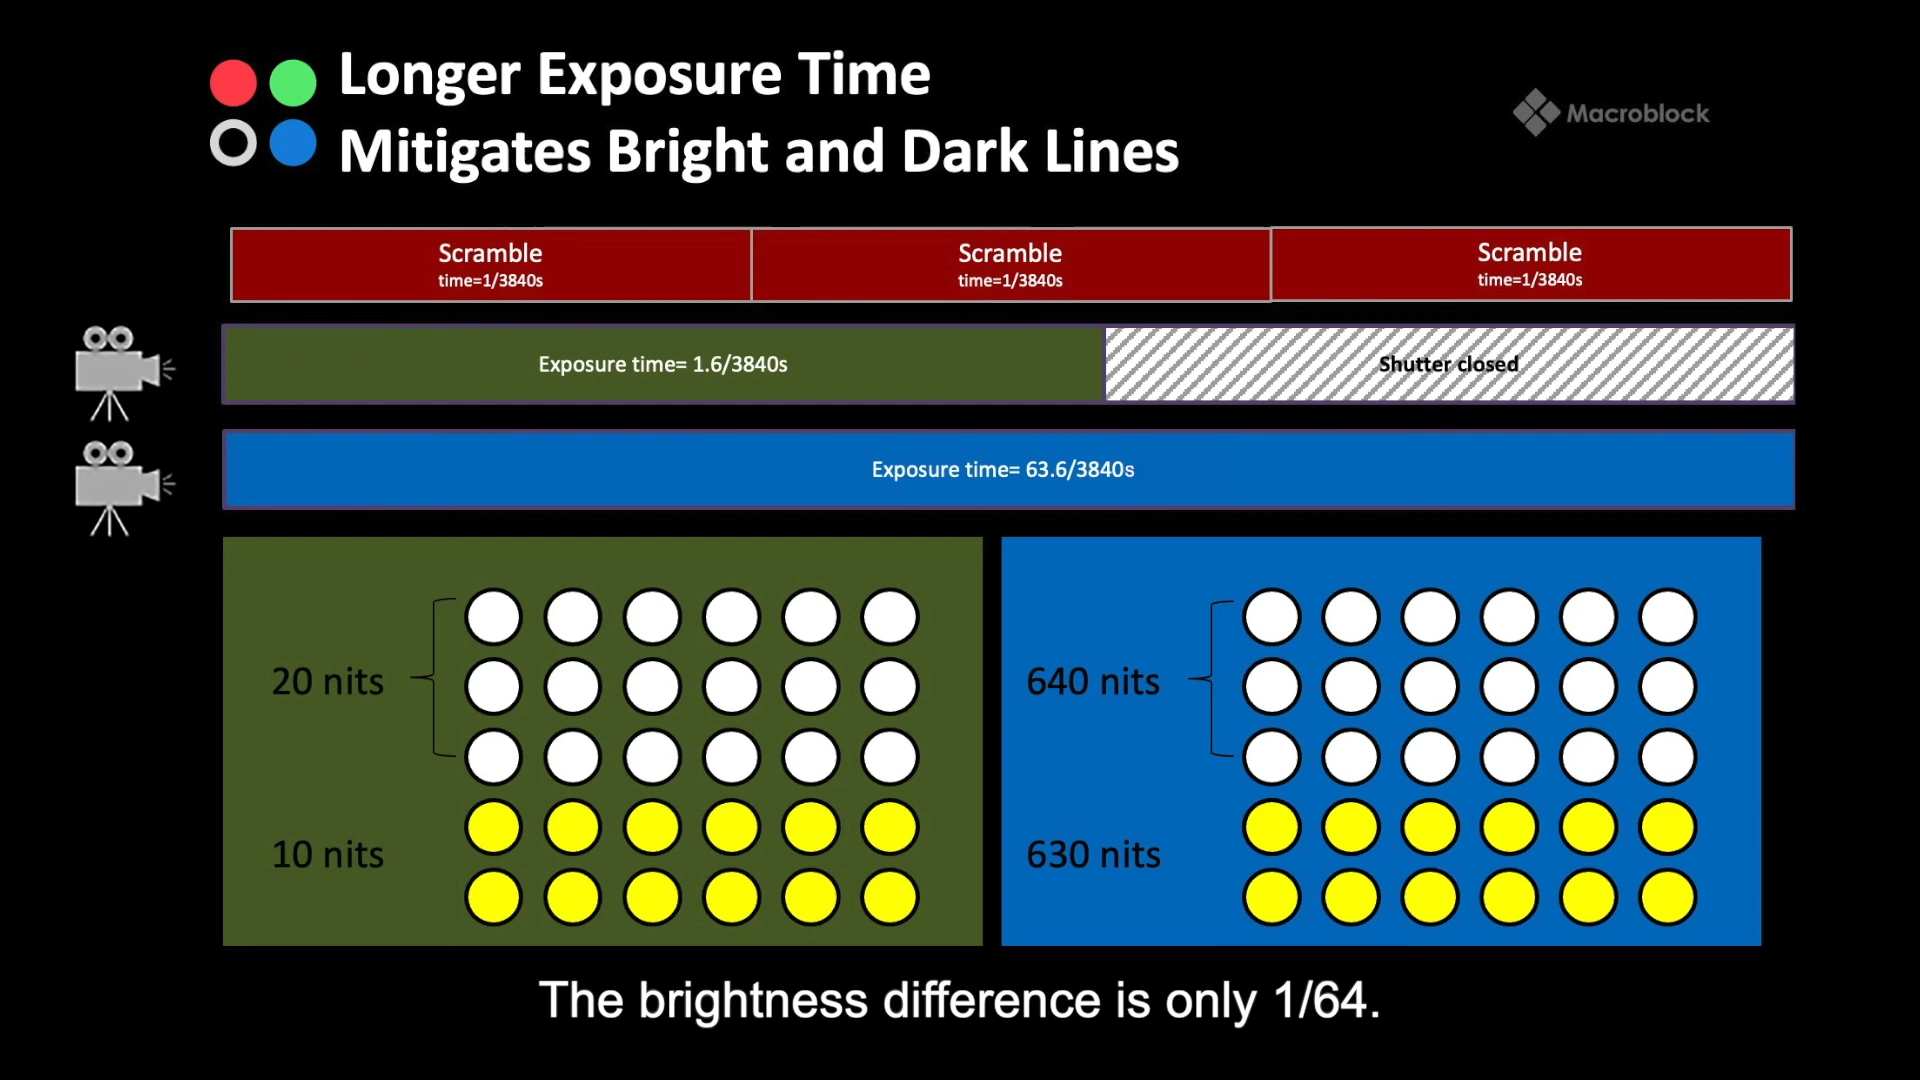 Longer Exposure Time
Mitigates Bright and Dark Lines
Macroblock
Scramble
time=1/3840s
Scramble
time=1/3840s
Scramble
time=1/3840s
Exposure time= 1.6/3840s
Shutter closed
Exposure time= 63.6/3840s
20 nits
10 nits
640 nits
630 nits
The brightness difference is only 1/64.